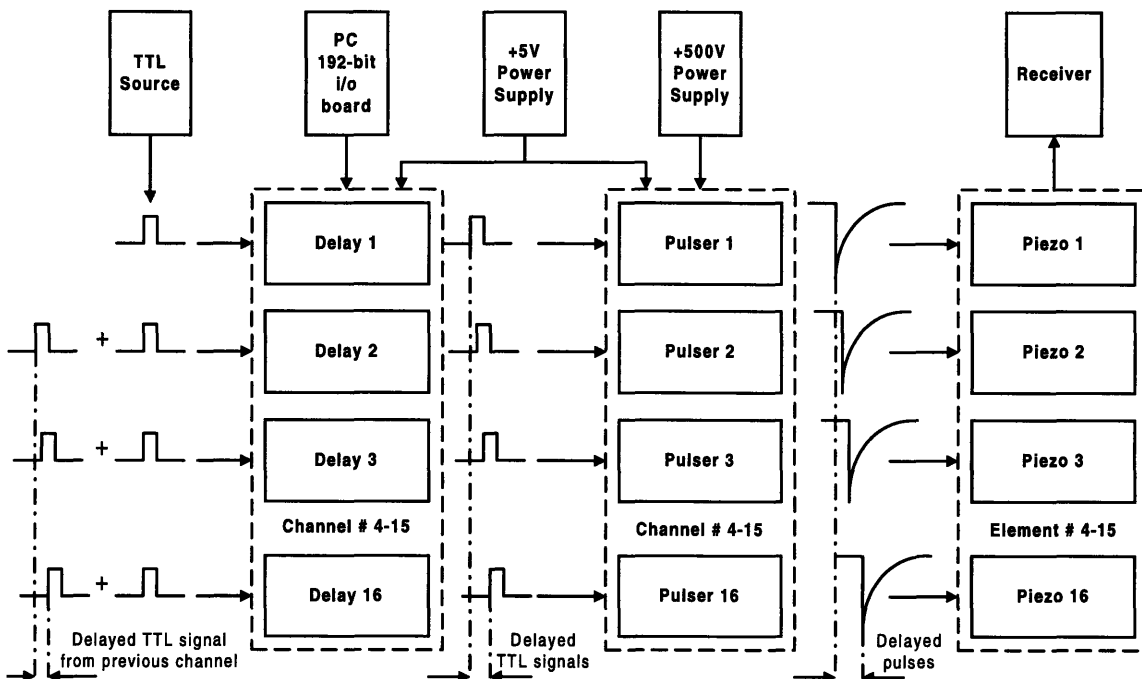 TTL
Source
PC
192-bit
i/o
board
+5V
Power
Supply
+500V
Power
Supply
Receiver
Delay 1
Pulser 1
Piezo 1
+
Delay 2
Pulser 2
Piezo 2
+
Delay 3
Pulser 3
Piezo 3
Channel # 4-15
Channel # 4-15
Element # 4-15
+
Delay 16
Pulser 16
Piezo 16
Delayed TTL signal
from previous channel
Delayed
TTL signals
Delayed
pulses